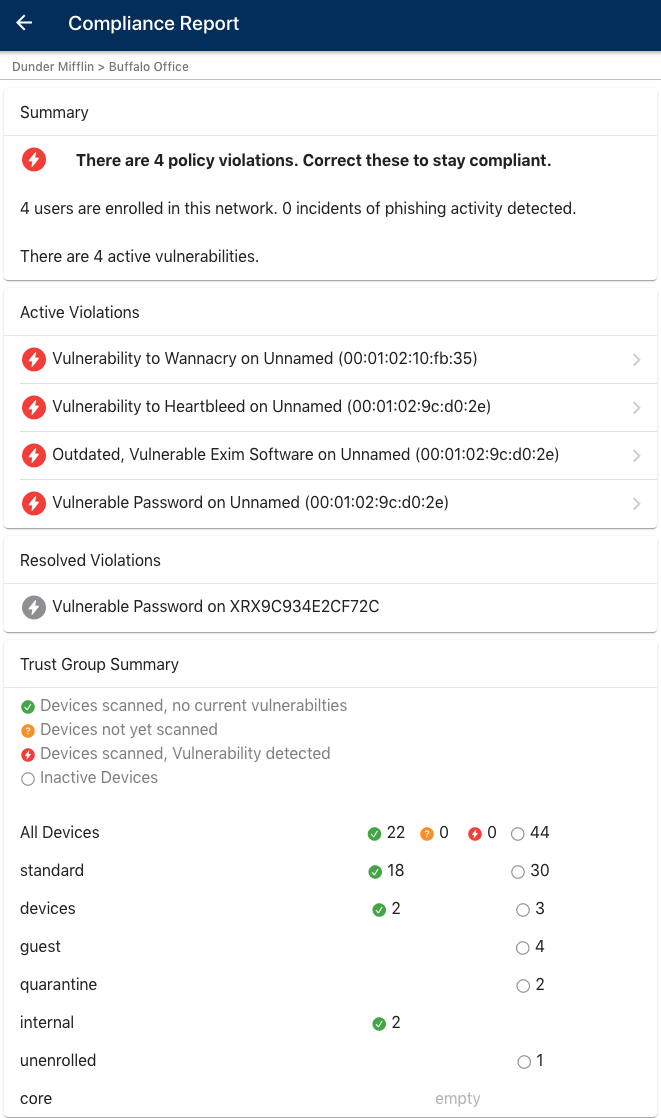 Compliance Report
Dunder Mifflin > Buffalo Office
Summary
There are 4 policy violations. Correct these to stay compliant.
4 users are enrolled in this network. 0 incidents of phishing activity detected.
There are 4 active vulnerabilities.
Active Violations
Vulnerability to Wannacry on Unnamed (00:01:02:10:fb:35)
Vulnerability to Heartbleed on Unnamed (00:01:02:9c:d0:2e)
Outdated, Vulnerable Exim Software on Unnamed (00:01:02:9c:d0:2e)
Vulnerable Password on Unnamed (00:01:02:9c:d0:2e)
Resolved Violations
Vulnerable Password on XRX9C934E2CF72C
Trust Group Summary
Devices scanned, no current vulnerabilties
Devices not yet scanned
Devices scanned, Vulnerability detected
Inactive Devices
All Devices 22 0 0 44
standard 18 30
devices 2 3
guest 4
quarantine 2
internal 2
unenrolled 1
core empty